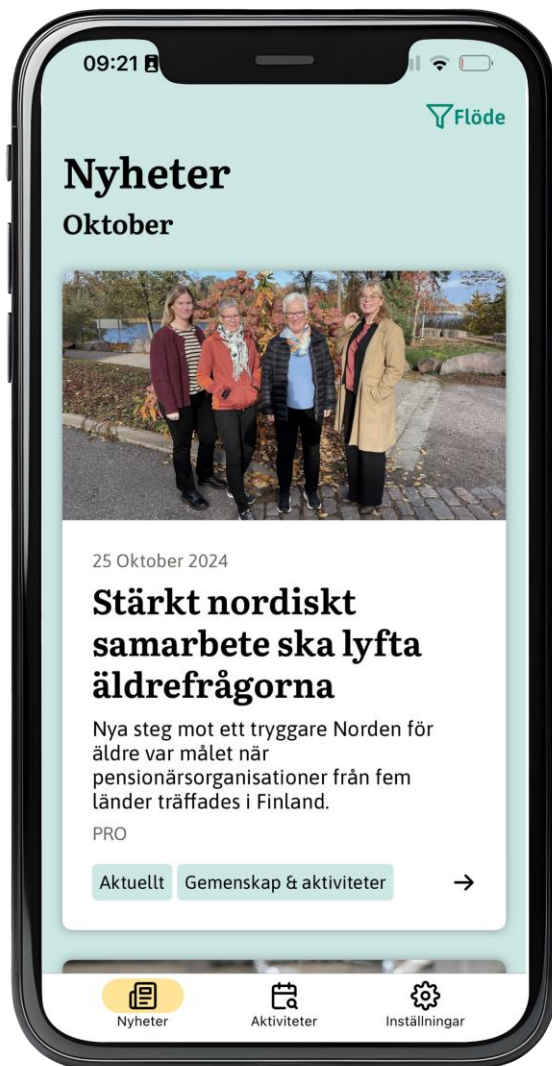 09:21
Flöde
Nyheter
Oktober
25 Oktober 2024
Stärkt nordiskt
samarbete ska lyfta
äldrefrågorna
Nya steg mot ett tryggare Norden för
äldre var målet när
pensionärsorganisationer från fem
länder träffades i Finland.
PRO
Aktuellt Gemenskap & aktiviteter
Nyheter Aktiviteter Inställningar